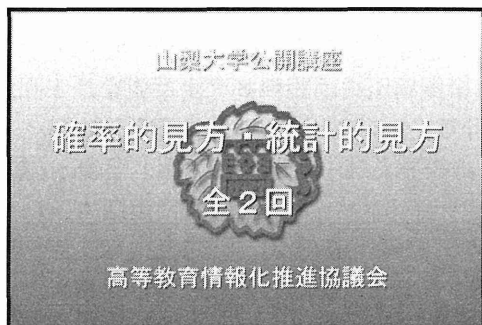 山梨大学公開講座
確率的見方・統計的見方
全2回
高等教育情報化推進協議会